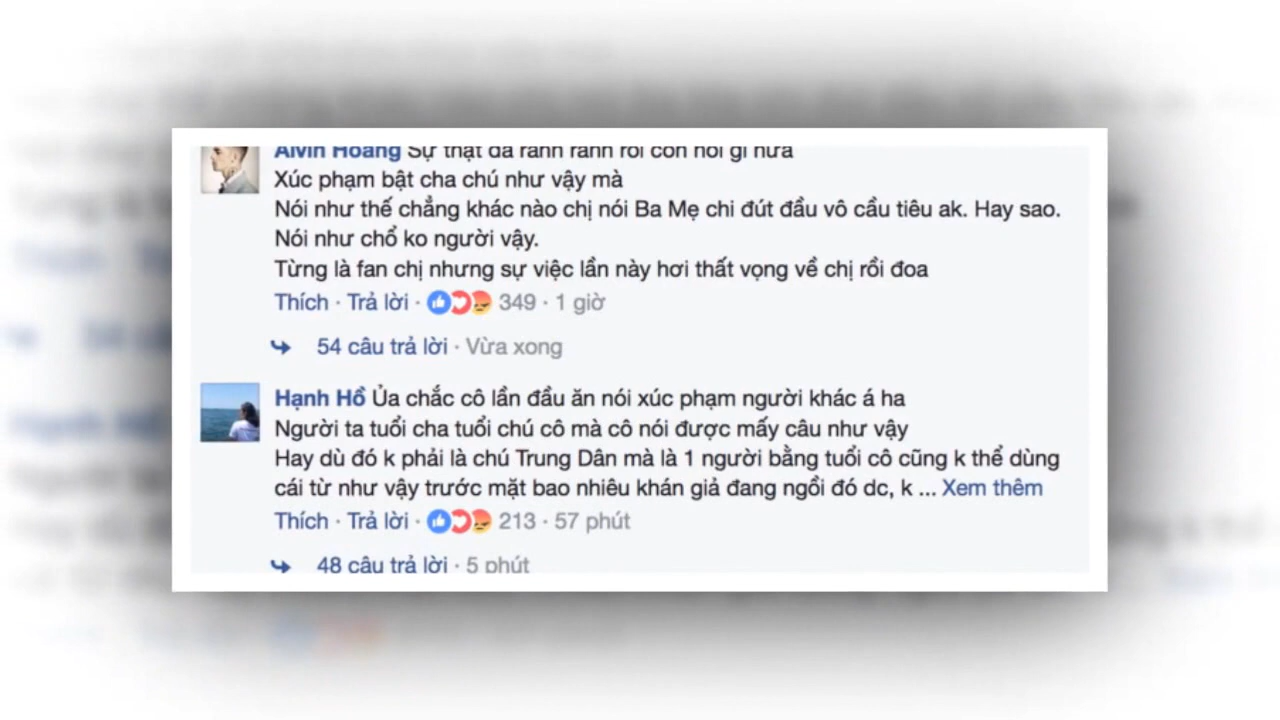 Alvin Hoang Sự thật đã rành rành rồi còn nói gì nữa
Xúc phạm bật cha chú như vậy mà
Nói như thế chẳng khác nào chị nói Ba Mẹ chi đút đầu vô cầu tiêu ak. Hay sao.
Nói như chổ ko người vậy.
Từng là fan chị nhưng sự việc lần này hơi thất vọng về chị rồi đoa
Thích · Trả lời · 349 · 1 giờ
54 câu trả lời · Vừa xong
Hạnh Hồ Ủa chắc cô lần đầu ăn nói xúc phạm người khác á ha
Người ta tuổi cha tuổi chú cô mà cô nói được mấy câu như vậy
Hay dù đó k phải là chú Trung Dân mà là 1 người bằng tuổi cô cũng k thể dùng
cái từ như vậy trước mặt bao nhiêu khán giả đang ngồi đó dc, k ... Xem thêm
Thích · Trả lời · 213 · 57 phút
48 câu trả lời · 5 phút